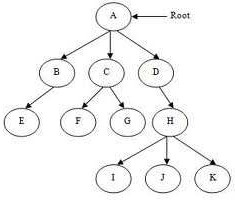 A Root
B C D
E F G H
I J K